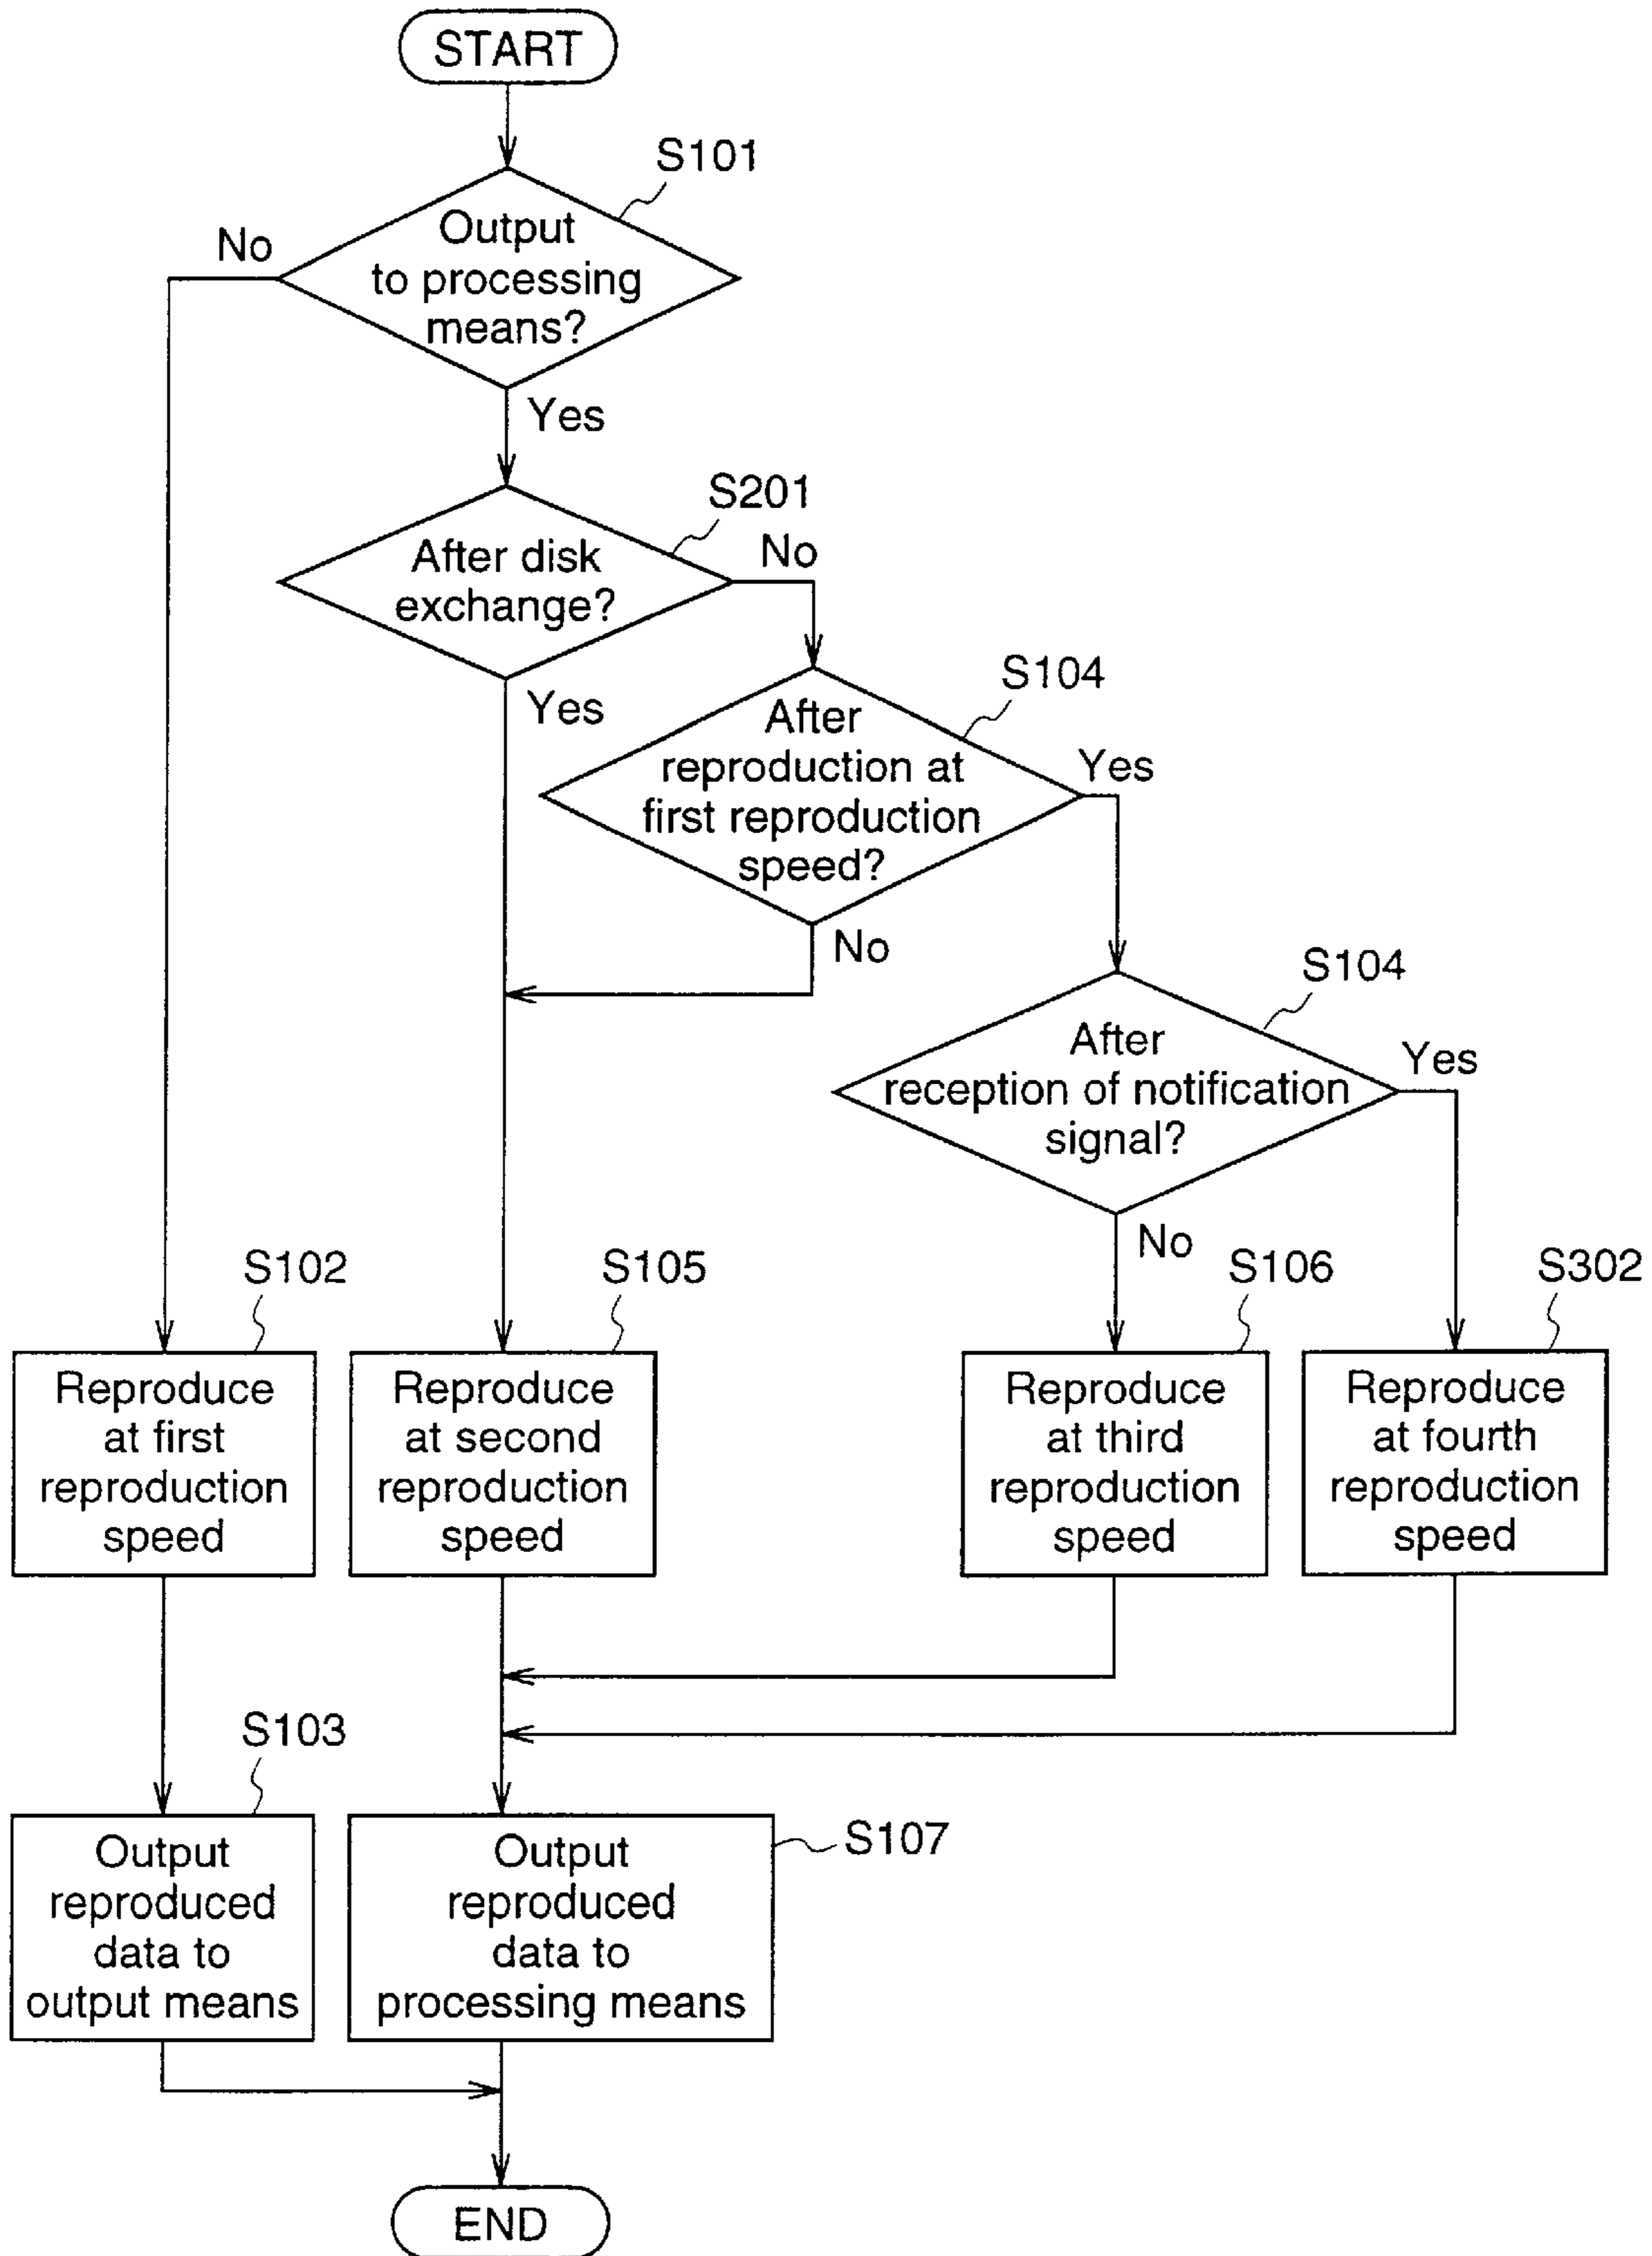 START
S101
No
Output
to processing
means?
Yes
S201
After disk
exchange?
No
Yes
S104
After
reproduction at
first reproduction
speed?
Yes
No
S104
After
reception of notification
signal?
Yes
No
S102
Reproduce
at first
reproduction
speed
S105
Reproduce
at second
reproduction
speed
S106
Reproduce
at third
reproduction
speed
S302
Reproduce
at fourth
reproduction
speed
S103
Output
reproduced
data to
output means
S107
Output
reproduced
data to
processing means
END